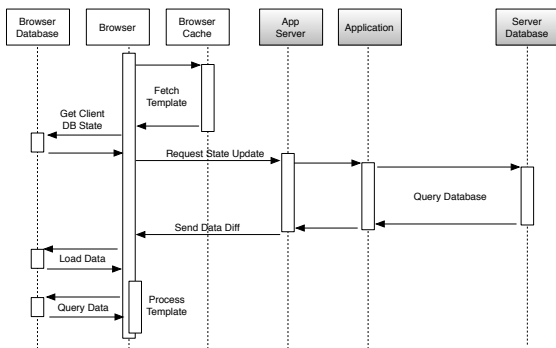 Browser
Database
Browser
Browser
Cache
App
Server
Application
Server
Database
Fetch
Template
Get Client
DB State
Request State Update
Query Database
Send Data Diff
Load Data
Query Data
Process
Template